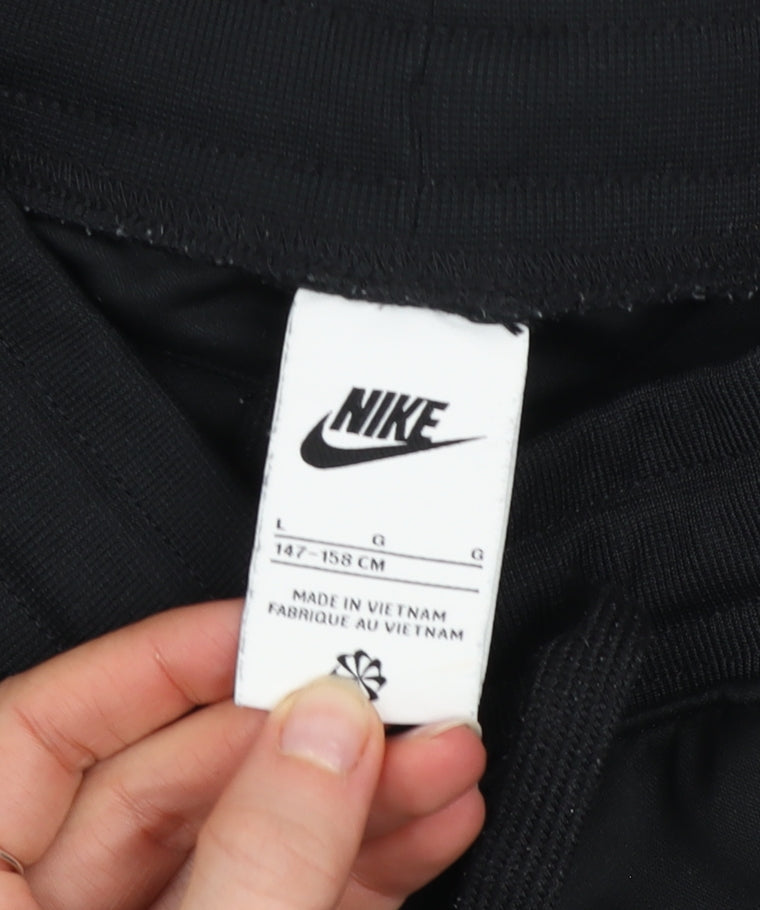 NIKE
L G G
147-158 CM
MADE IN VIETNAM
FABRIQUE AU VIETNAM